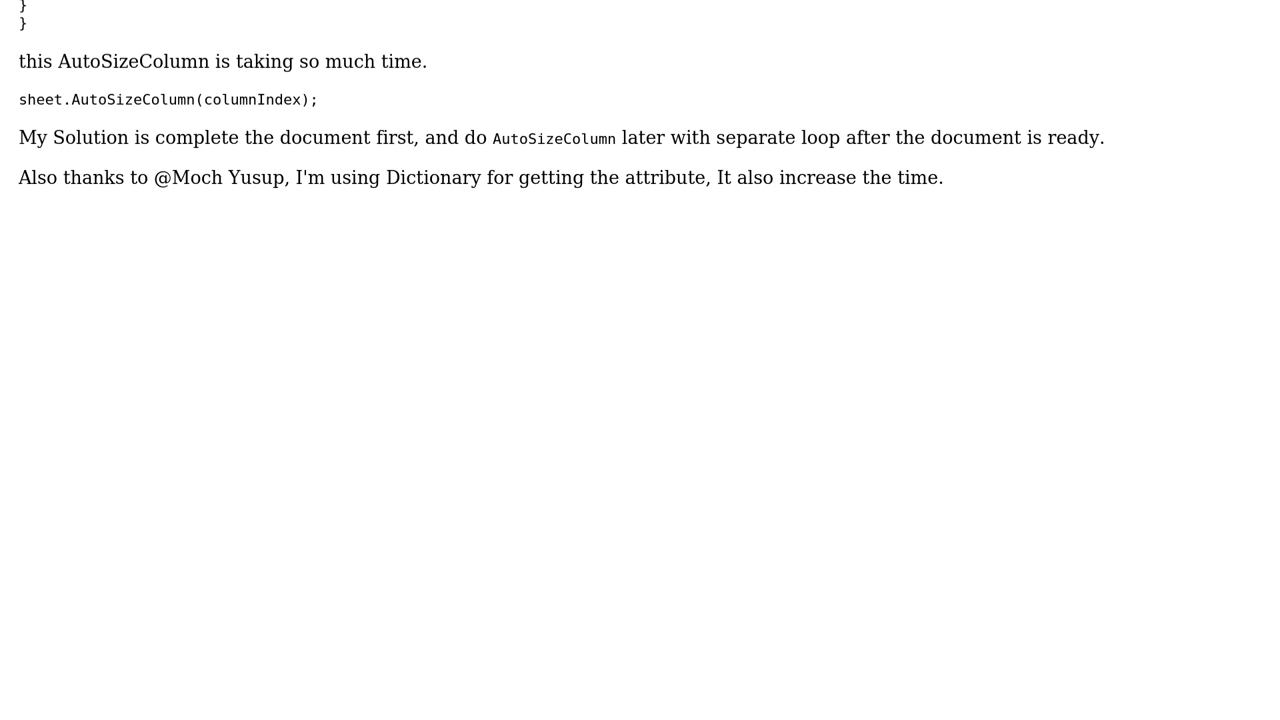 }
}
this AutoSizeColumn is taking so much time.
sheet.AutoSizeColumn(columnIndex);
My Solution is complete the document first, and do AutoSizeColumn later with separate loop after the document is ready.
Also thanks to @Moch Yusup, I'm using Dictionary for getting the attribute, It also increase the time.